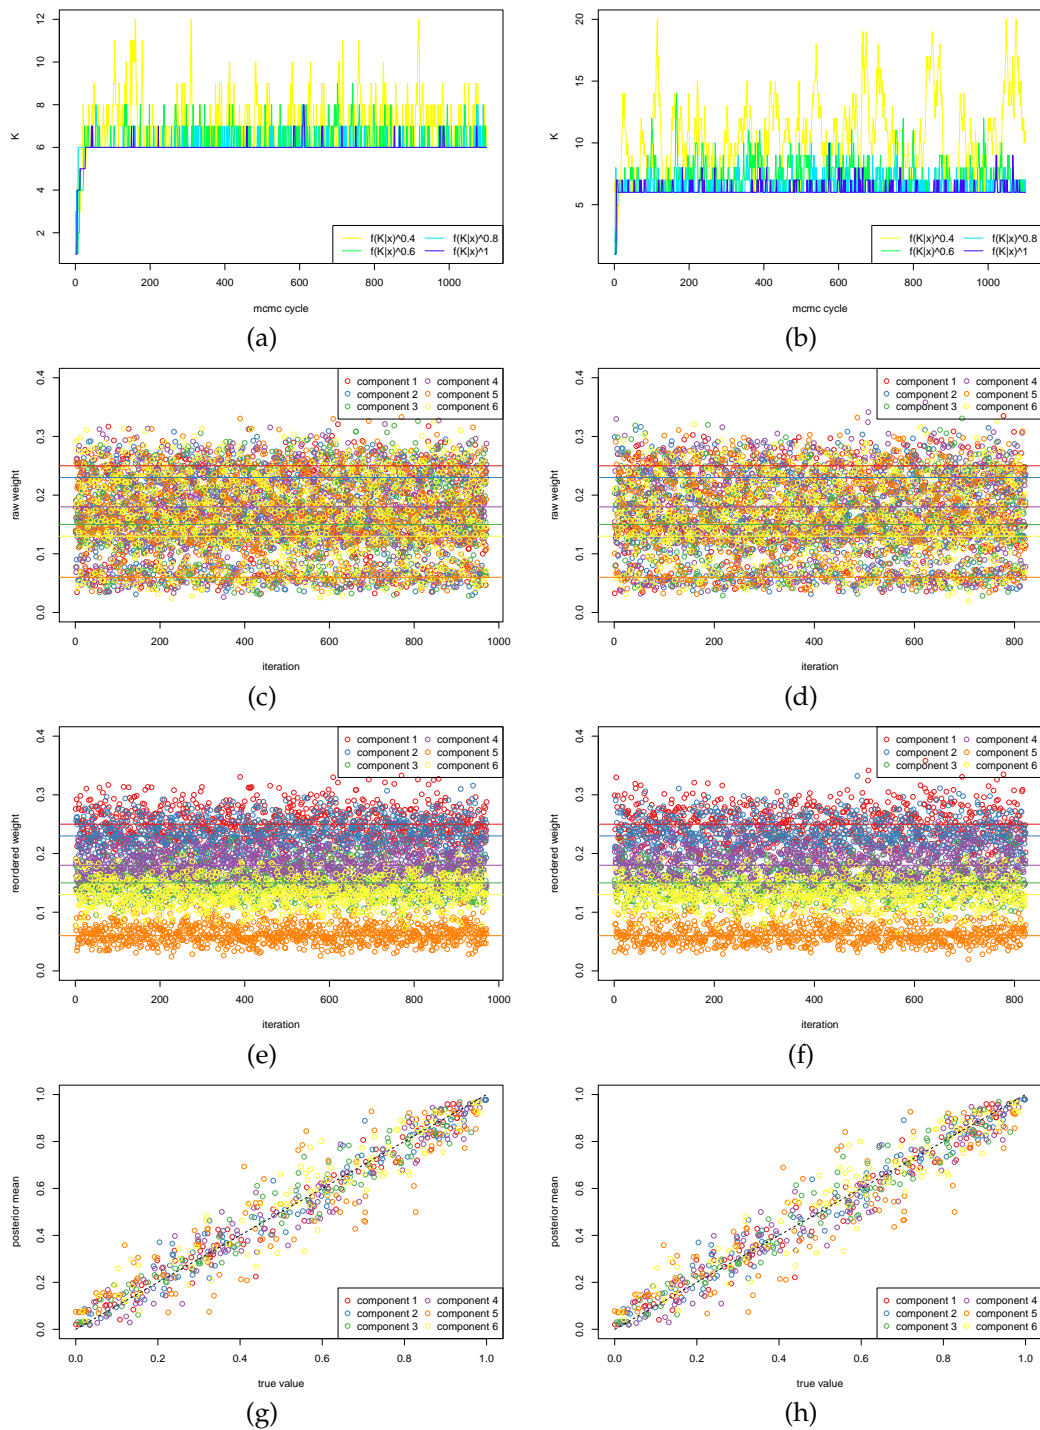 12
10
8
6
4
2
K
0
200
400
600
800
1000
mcmc cycle
f(K|x)^0.4
f(K|x)^0.8
f(K|x)^0.6
f(K|x)^1
(a)
20
15
10
5
K
0
200
400
600
800
1000
mcmc cycle
f(K|x)^0.4
f(K|x)^0.8
f(K|x)^0.6
f(K|x)^1
(b)
0.4
0.3
0.2
0.1
0.0
raw weight
component 1
component 4
component 2
component 5
component 3
component 6
0
200
400
600
800
1000
iteration
(c)
0.4
0.3
0.2
0.1
0.0
raw weight
component 1
component 4
component 2
component 5
component 3
component 6
0
200
400
600
800
iteration
(d)
0.4
0.3
0.2
0.1
0.0
reordered weight
component 1
component 4
component 2
component 5
component 3
component 6
0
200
400
600
800
1000
iteration
(e)
0.4
0.3
0.2
0.1
0.0
reordered weight
component 1
component 4
component 2
component 5
component 3
component 6
0
200
400
600
800
iteration
(f)
1.0
0.8
0.6
0.4
0.2
0.0
posterior mean
component 1
component 4
component 2
component 5
component 3
component 6
0.0
0.2
0.4
0.6
0.8
1.0
true value
(g)
1.0
0.8
0.6
0.4
0.2
0.0
posterior mean
component 1
component 4
component 2
component 5
component 3
component 6
0.0
0.2
0.4
0.6
0.8
1.0
true value
(h)